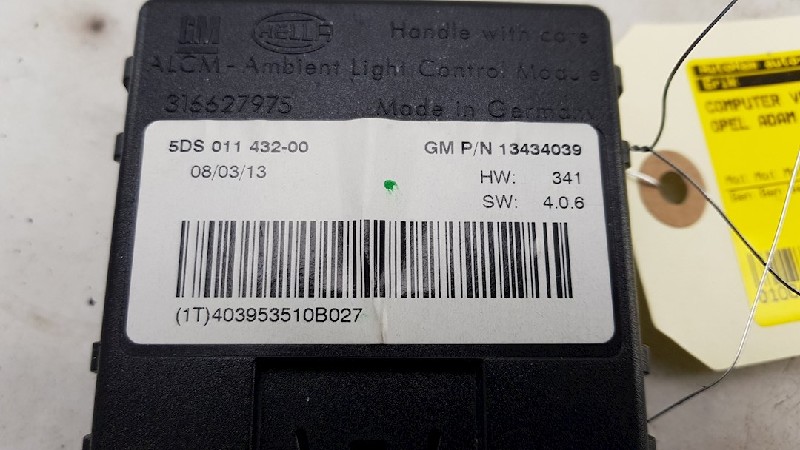 GM HELLA Handle with care
ALCM - Ambient Light Control Module
316627975 Made in Germany
5DS 011 432-00 GM P/N 13434039
08/03/13 HW: 341
SW: 4.0.6
(1T)403953510B027
COMPUTER V
OPEL ADAM